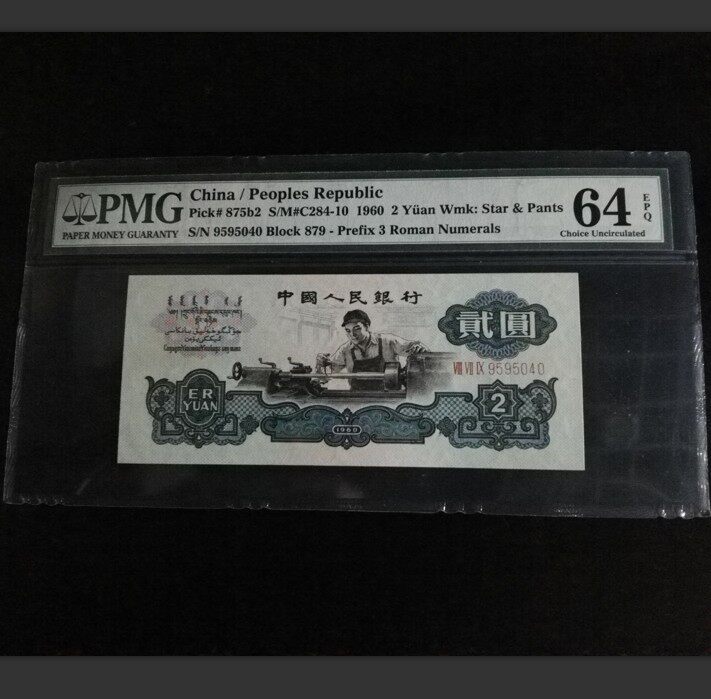 PMG
PAPER MONEY GUARANTY
China / Peoples Republic
Pick# 875b2 S/M#C284-10 1960 2 Yüan Wmk: Star & Pants
S/N 9595040 Block 879 - Prefix 3 Roman Numerals
64
EPQ
Choice Uncirculated
中國人民銀行
貳圓
VIII VII IX 9595040
ER
YUAN
2
1960